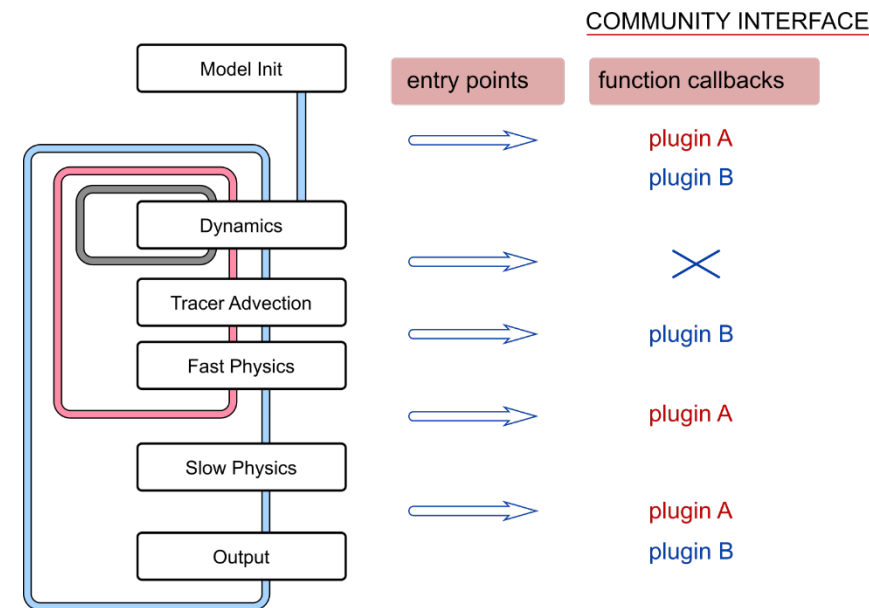 COMMUNITY INTERFACE
Model Init
entry points
function callbacks
plugin A
plugin B
Dynamics
Tracer Advection
plugin B
Fast Physics
plugin A
Slow Physics
plugin A
Output
plugin B